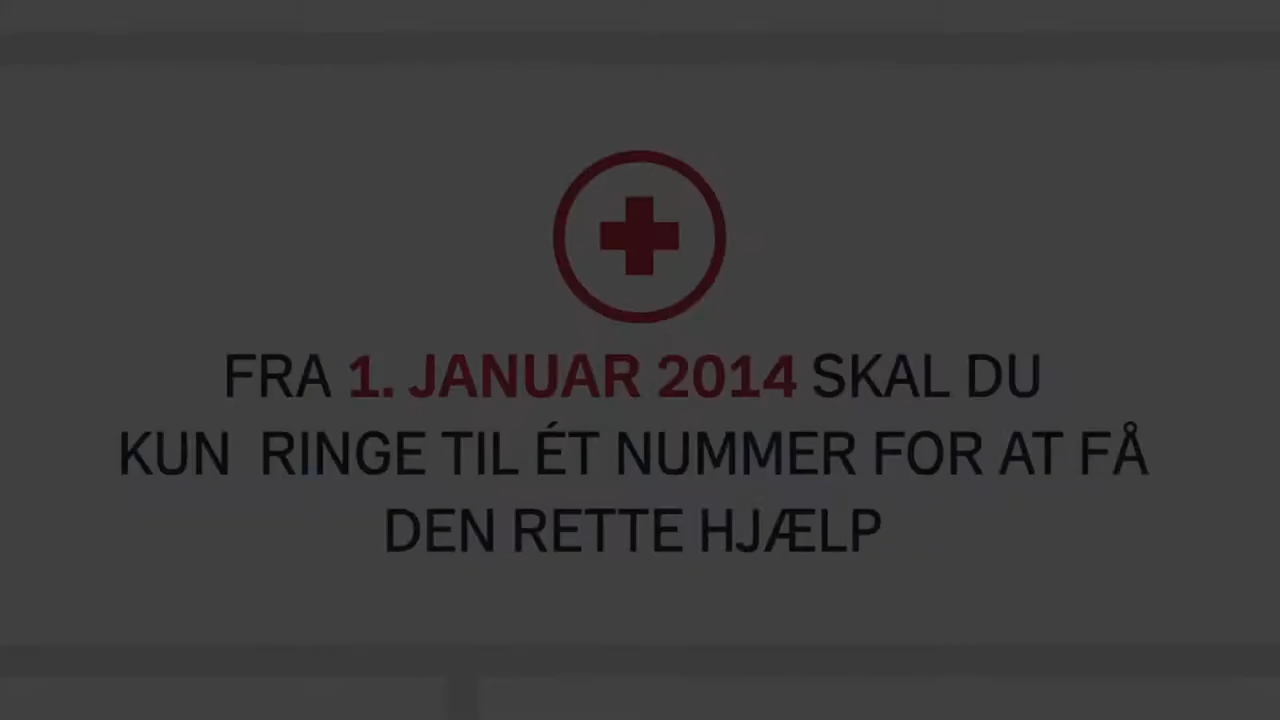 FRA 1. JANUAR 2014 SKAL DU
KUN RINGE TIL ÉT NUMMER FOR AT FÅ
DEN RETTE HJÆLP